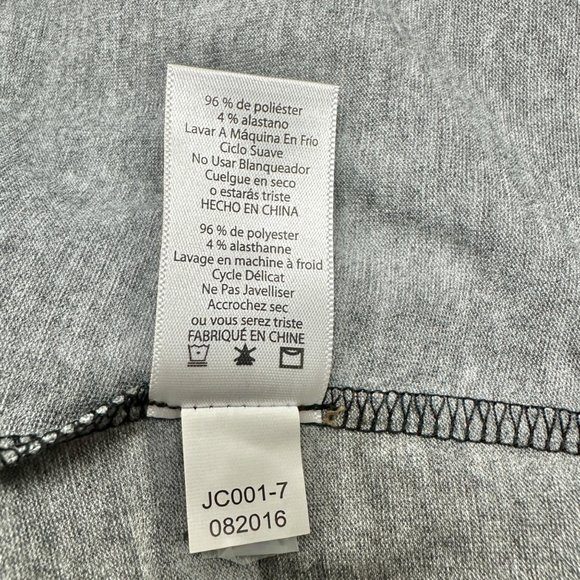 96 % de poliéster
4 % alastano
Lavar A Máquina En Frío
Ciclo Suave
No Usar Blanqueador
Cuelgue en seco
o estarás triste
HECHO EN CHINA
96 % de polyester
4 % alasthanne
Lavage en machine à froid
Cycle Délicat
Ne Pas Javelliser
Accrochez sec
ou vous serez triste
FABRIQUÉ EN CHINE
JC001-7
082016